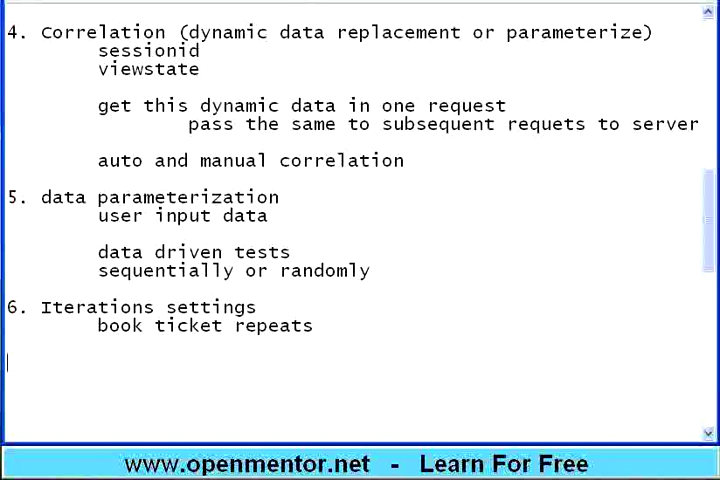 4. Correlation (dynamic data replacement or parameterize)
sessionid
viewstate
get this dynamic data in one request
pass the same to subsequent requets to server
auto and manual correlation
5. data parameterization
user input data
data driven tests
sequentially or randomly
6. Iterations settings
book ticket repeats
www.openmentor.net - Learn For Free